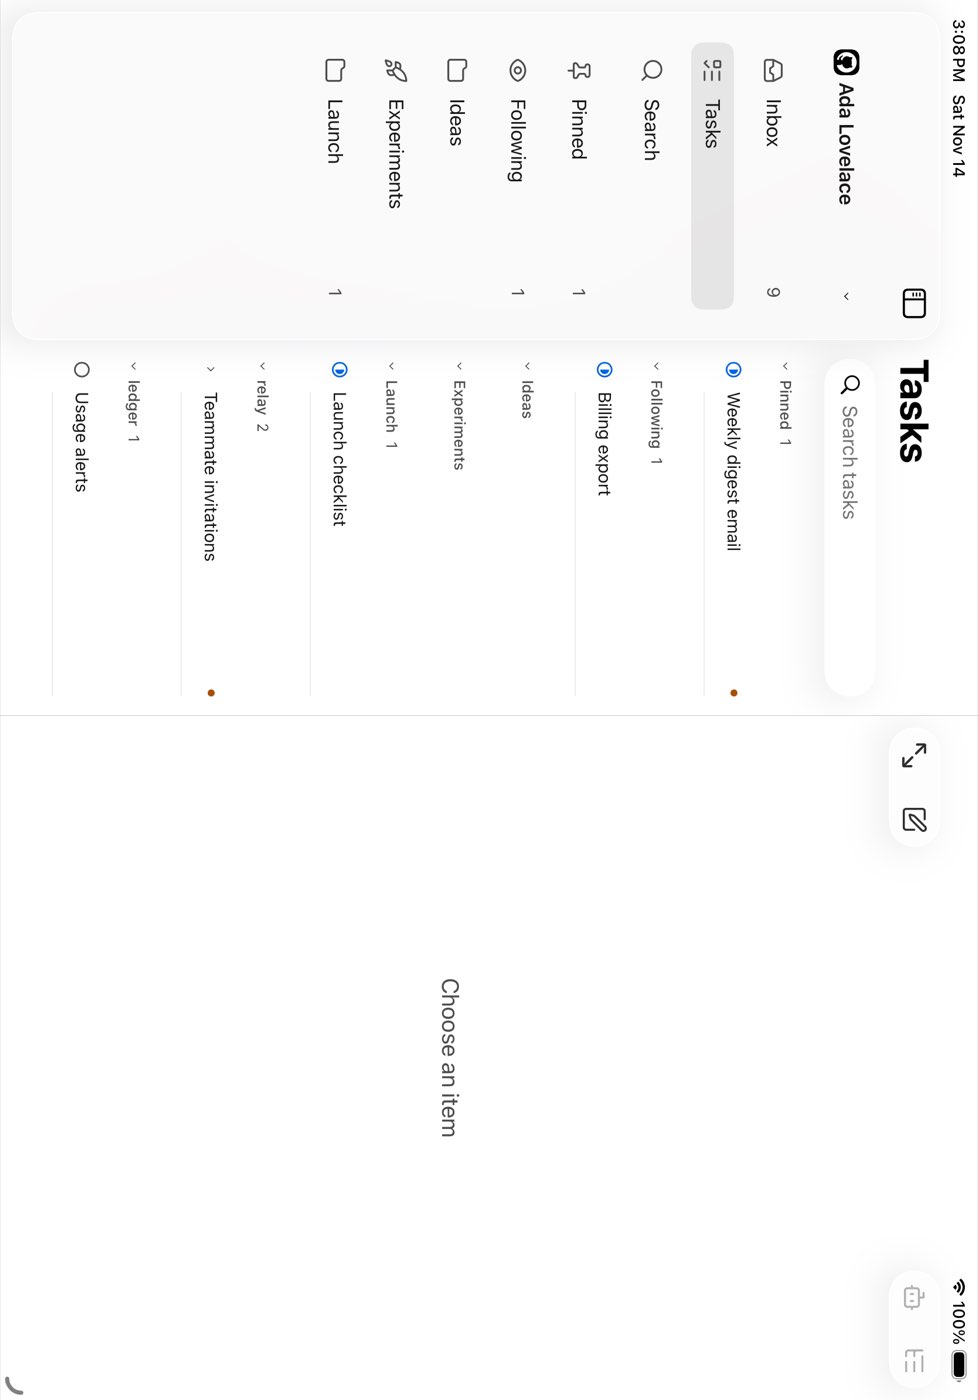 3:08 PM Sat Nov 14
100%
Ada Lovelace
Inbox 9
Tasks
Search
Pinned 1
Following 1
Ideas
Experiments
Launch 1
Tasks
Search tasks
Pinned 1
Weekly digest email
Following 1
Billing export
Ideas
Experiments
Launch 1
Launch checklist
relay 2
Teammate invitations
ledger 1
Usage alerts
Choose an item